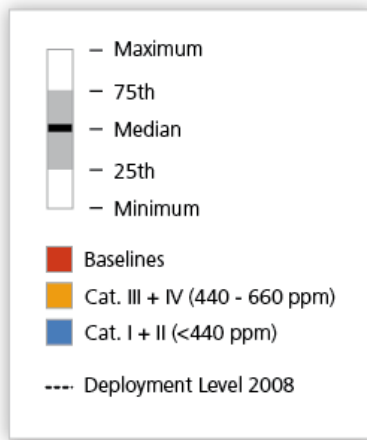 Maximum
75th
Median
25th
Minimum
Baselines
Cat. III + IV (440 - 660 ppm)
Cat. I + II (<440 ppm)
Deployment Level 2008